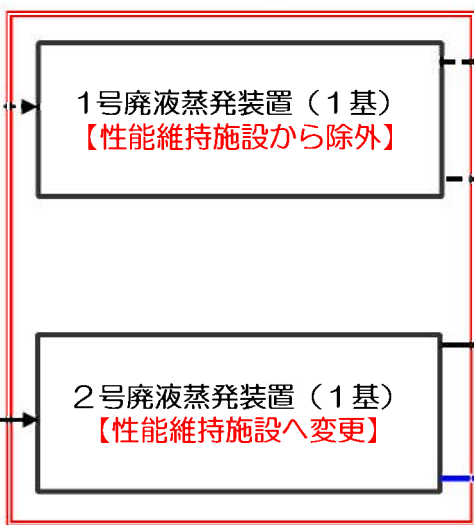 1号廃液蒸発装置（１基）
【性能維持施設から除外】
２号廃液蒸発装置（１基）
【性能維持施設へ変更】